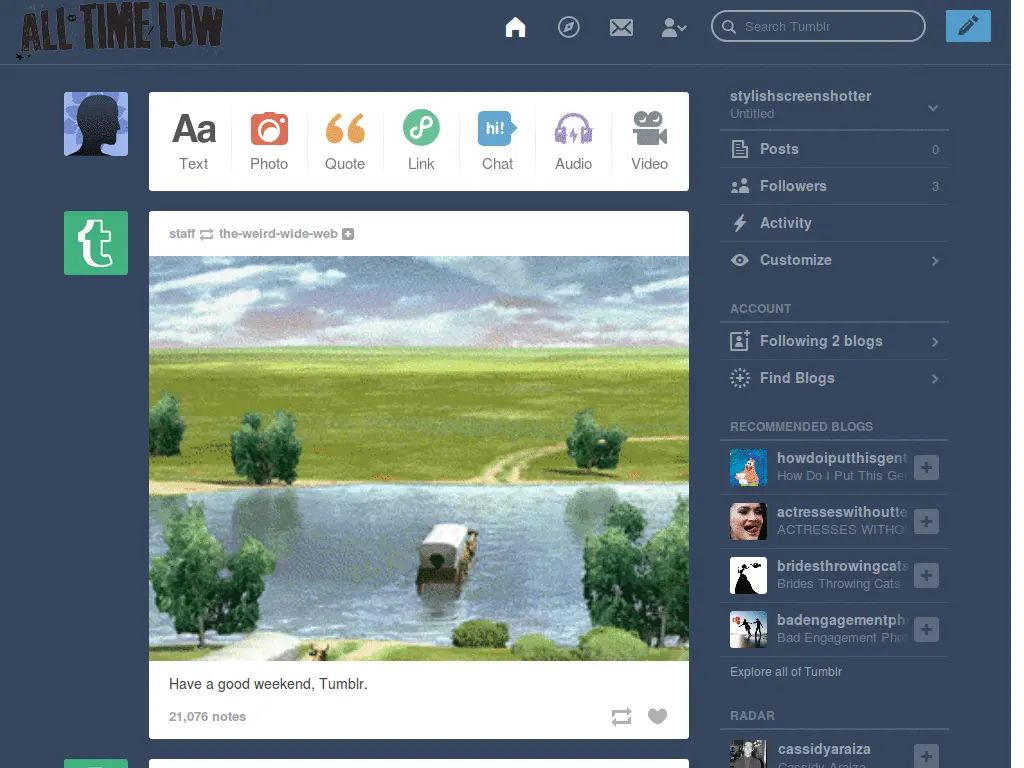 ALL TIME LOW
Search Tumblr
Aa
hi!
Text
Photo
Quote
Link
Chat
Audio
Video
t
staff the-weird-wide-web
Have a good weekend, Tumblr.
21,076 notes
stylishscreenshotter
Untitled
Posts 0
Followers 3
Activity
Customize
ACCOUNT
Following 2 blogs
Find Blogs
RECOMMENDED BLOGS
howdoiputthisgent
How Do I Put This Ge
actresseswithoutte
ACTRESSES WITHO
bridesthrowingcats
Brides Throwing Cats
badengagementph
Bad Engagement Pho
Explore all of Tumblr
RADAR
cassidyaraiza
Cassidy Araiza